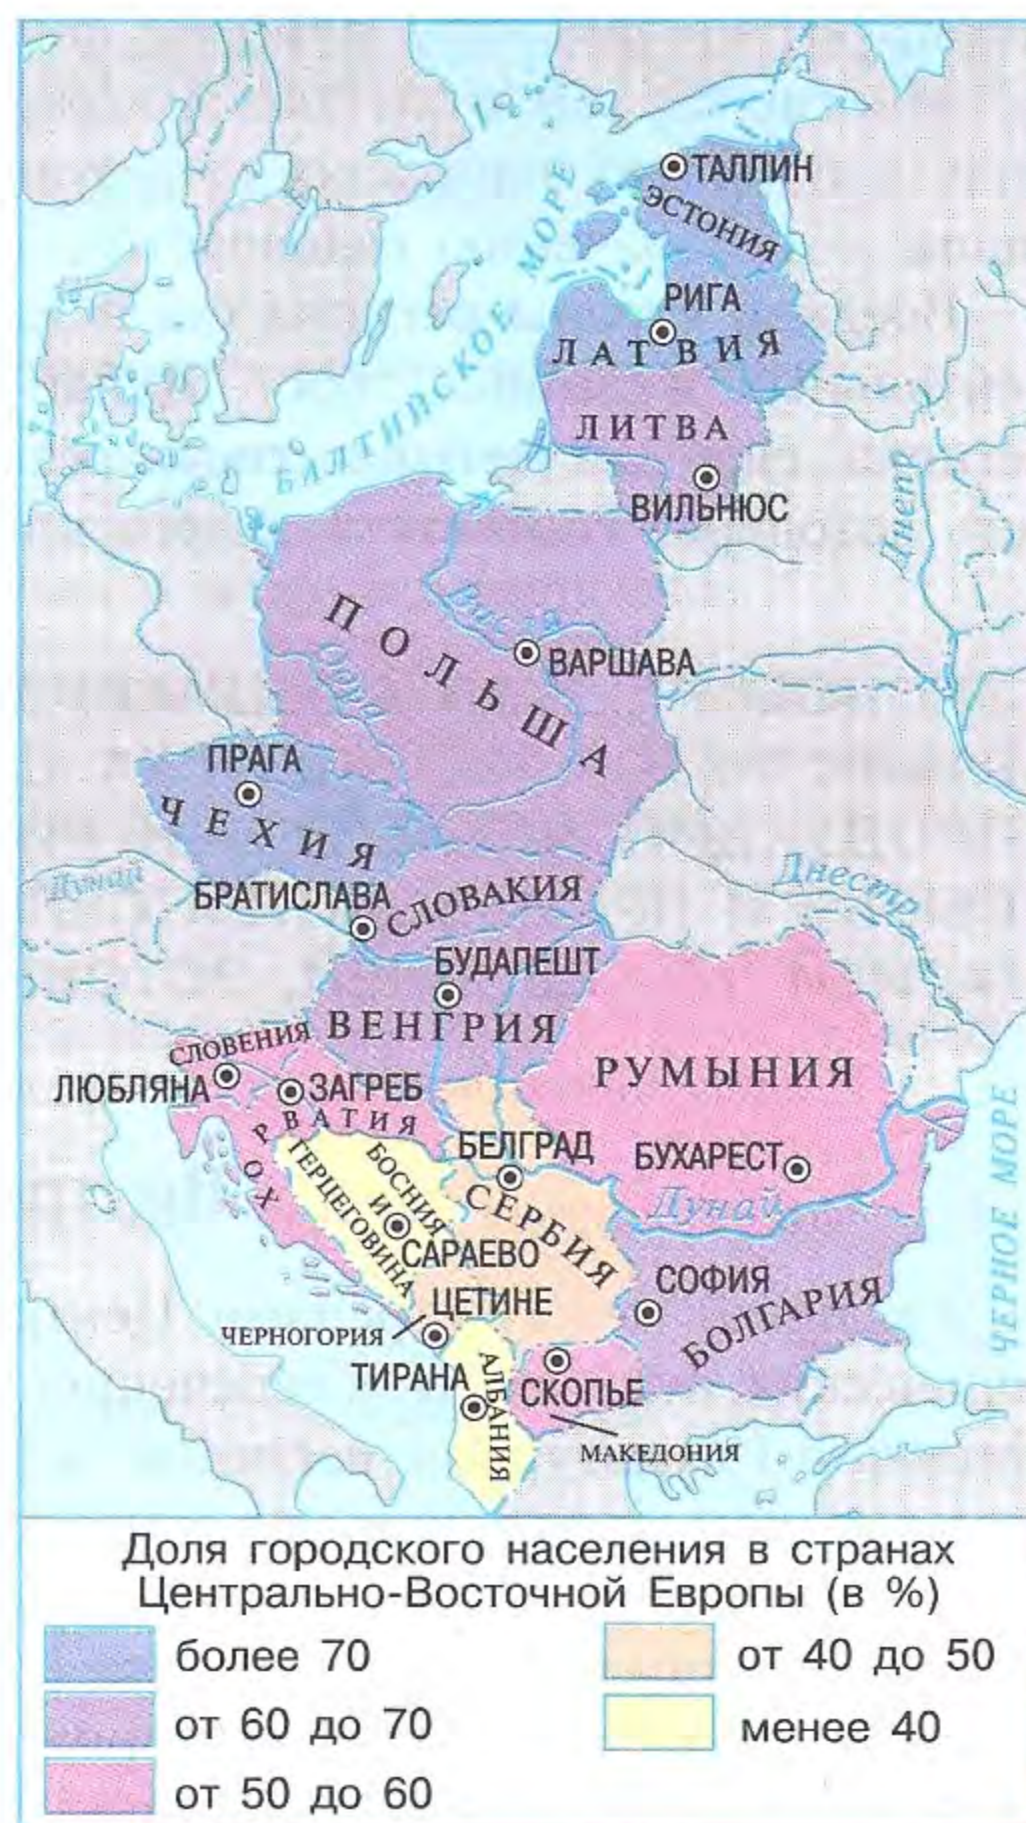 ТАЛЛИН
ЭСТОНИЯ
БАЛТИЙСКОЕ МОРЕ
РИГА
ЛАТВИЯ
ЛИТВА
ВИЛЬНЮС
Днепр
ПОЛЬША
Висла
ВАРШАВА
Одра
ПРАГА
ЧЕХИЯ
Дунай
БРАТИСЛАВА
СЛОВАКИЯ
Днестр
БУДАПЕШТ
ВЕНГРИЯ
СЛОВЕНИЯ
ЛЮБЛЯНА
ЗАГРЕБ
ХОРВАТИЯ
РУМЫНИЯ
БУХАРЕСТ
Дунай
БЕЛГРАД
СЕРБИЯ
БОСНИЯ
И
ГЕРЦЕГОВИНА
САРАЕВО
ЦЕТИНЕ
ЧЕРНОГОРИЯ
СОФИЯ
БОЛГАРИЯ
ЧЕРНОЕ МОРЕ
ТИРАНА
АЛБАНИЯ
СКОПЬЕ
МАКЕДОНИЯ
Доля городского населения в странах
Центрально-Восточной Европы (в %)
более 70
от 60 до 70
от 50 до 60
от 40 до 50
менее 40